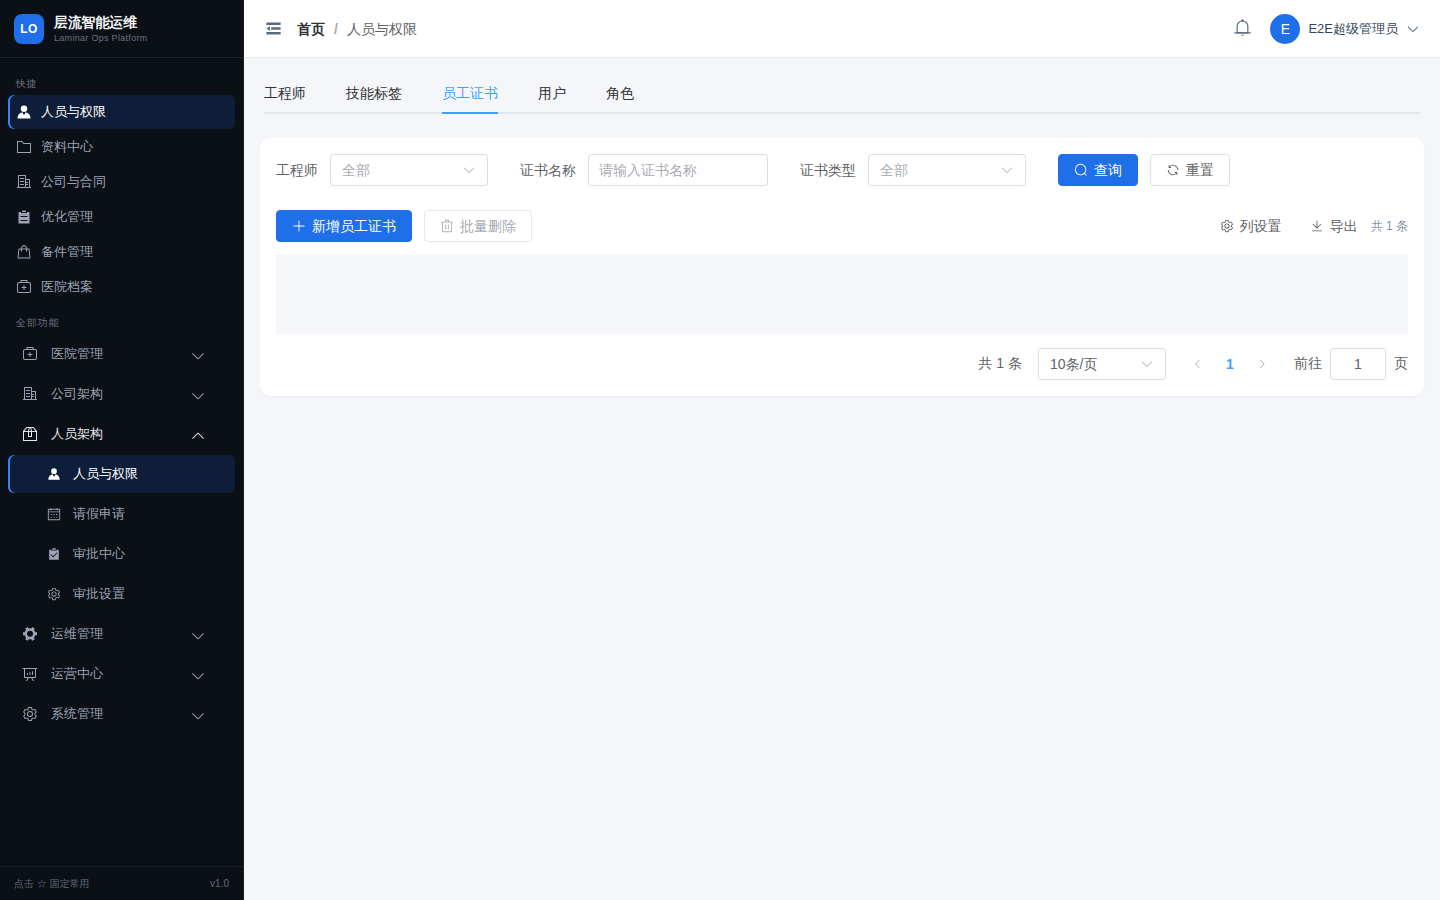 LO
层流智能运维
Laminar Ops Platform
首页 / 人员与权限
E
E2E超级管理员
快捷
人员与权限
资料中心
公司与合同
优化管理
备件管理
医院档案
全部功能
医院管理
公司架构
人员架构
人员与权限
请假申请
审批中心
审批设置
运维管理
运营中心
系统管理
点击 ☆ 固定常用
v1.0
工程师
技能标签
员工证书
用户
角色
工程师
全部
证书名称
请输入证书名称
证书类型
全部
查询
重置
新增员工证书
批量删除
列设置
导出
共 1 条
共 1 条
10条/页
1
前往
1
页